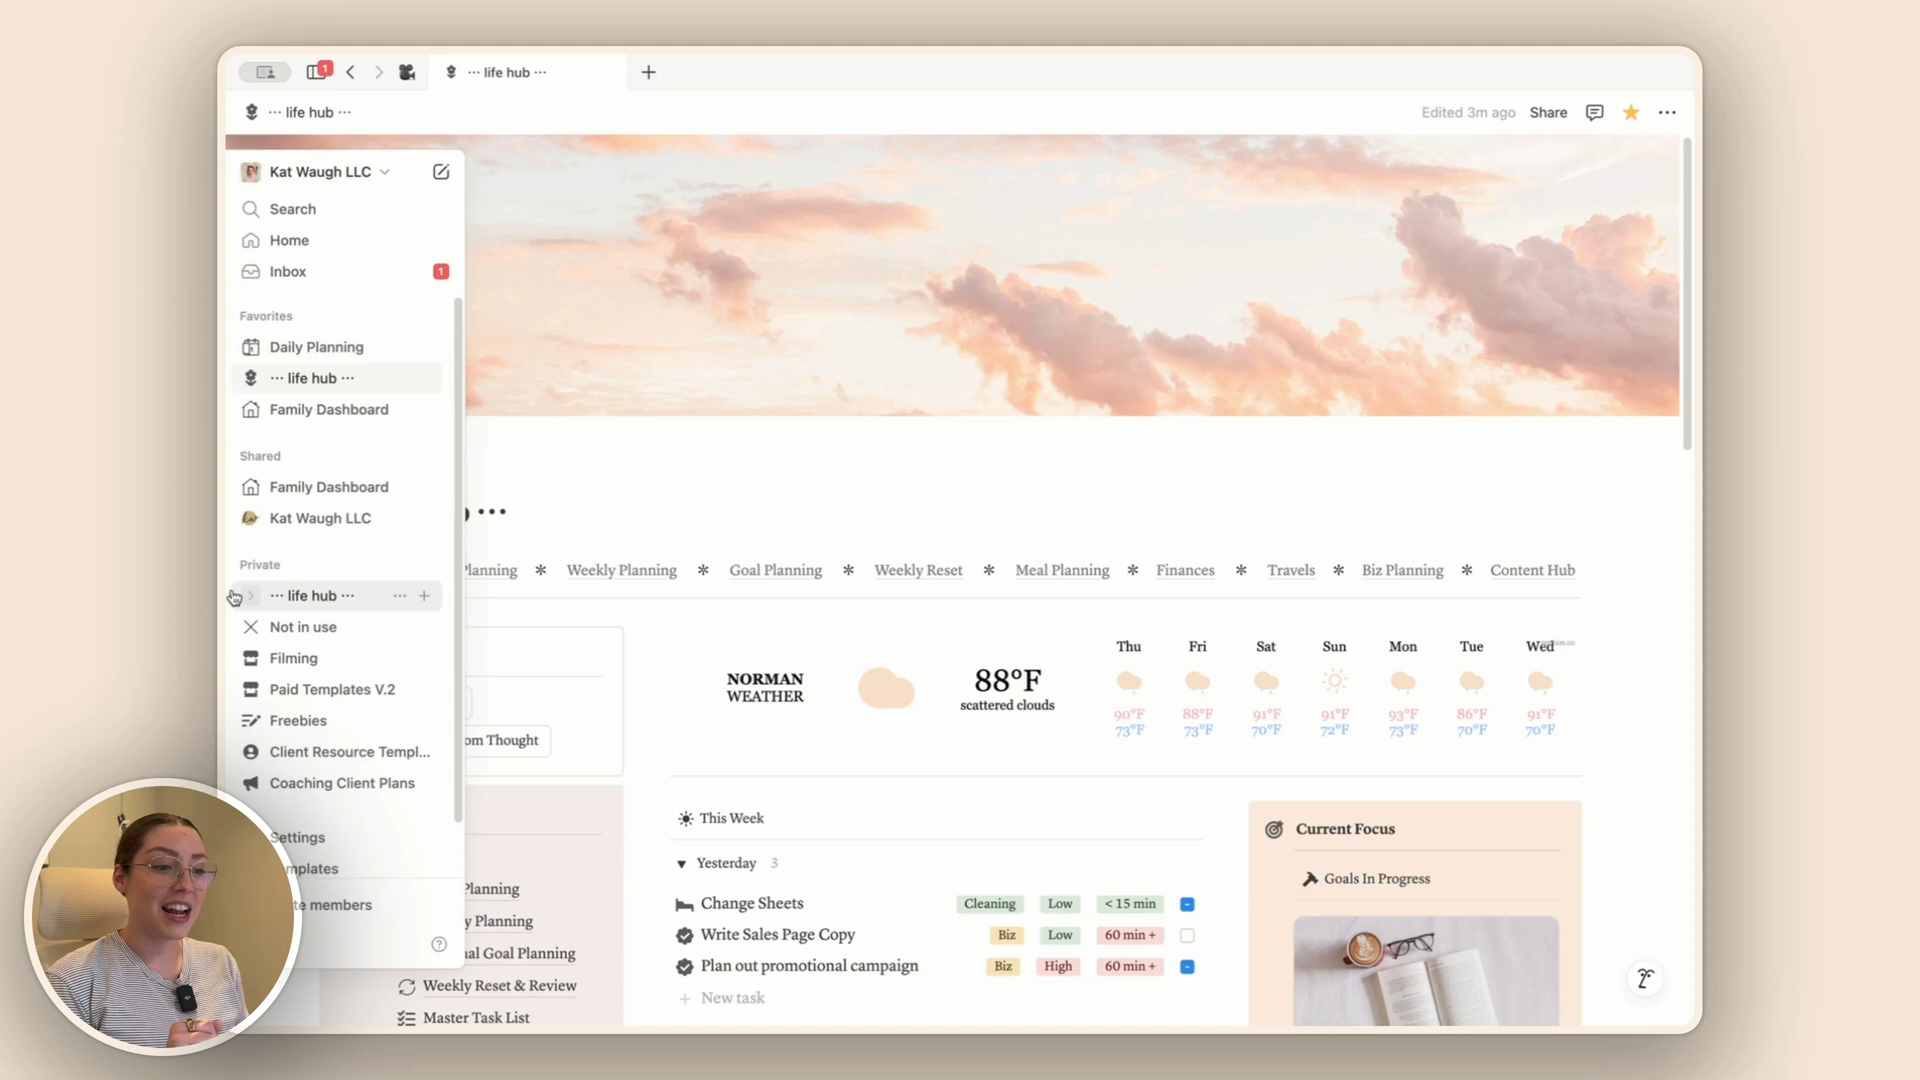 1
··· life hub ···
··· life hub ···
Edited 3m ago
Share
Kat Waugh LLC
Search
Home
Inbox
1
Favorites
Daily Planning
··· life hub ···
Family Dashboard
Shared
Family Dashboard
Kat Waugh LLC
Private
··· life hub ···
Not in use
Filming
Paid Templates V.2
Freebies
Client Resource Templ...
Coaching Client Plans
Settings
mplates
te members
···
lanning * Weekly Planning * Goal Planning * Weekly Reset * Meal Planning * Finances * Travels * Biz Planning * Content Hub
om Thought
NORMAN
WEATHER
88°F
scattered clouds
Thu Fri Sat Sun Mon Tue Wed
90°F 88°F 91°F 91°F 93°F 86°F 91°F
73°F 73°F 70°F 72°F 73°F 70°F 70°F
Planning
y Planning
al Goal Planning
Weekly Reset & Review
Master Task List
This Week
Yesterday 3
Change Sheets Cleaning Low < 15 min
Write Sales Page Copy Biz Low 60 min +
Plan out promotional campaign Biz High 60 min +
New task
Current Focus
Goals In Progress